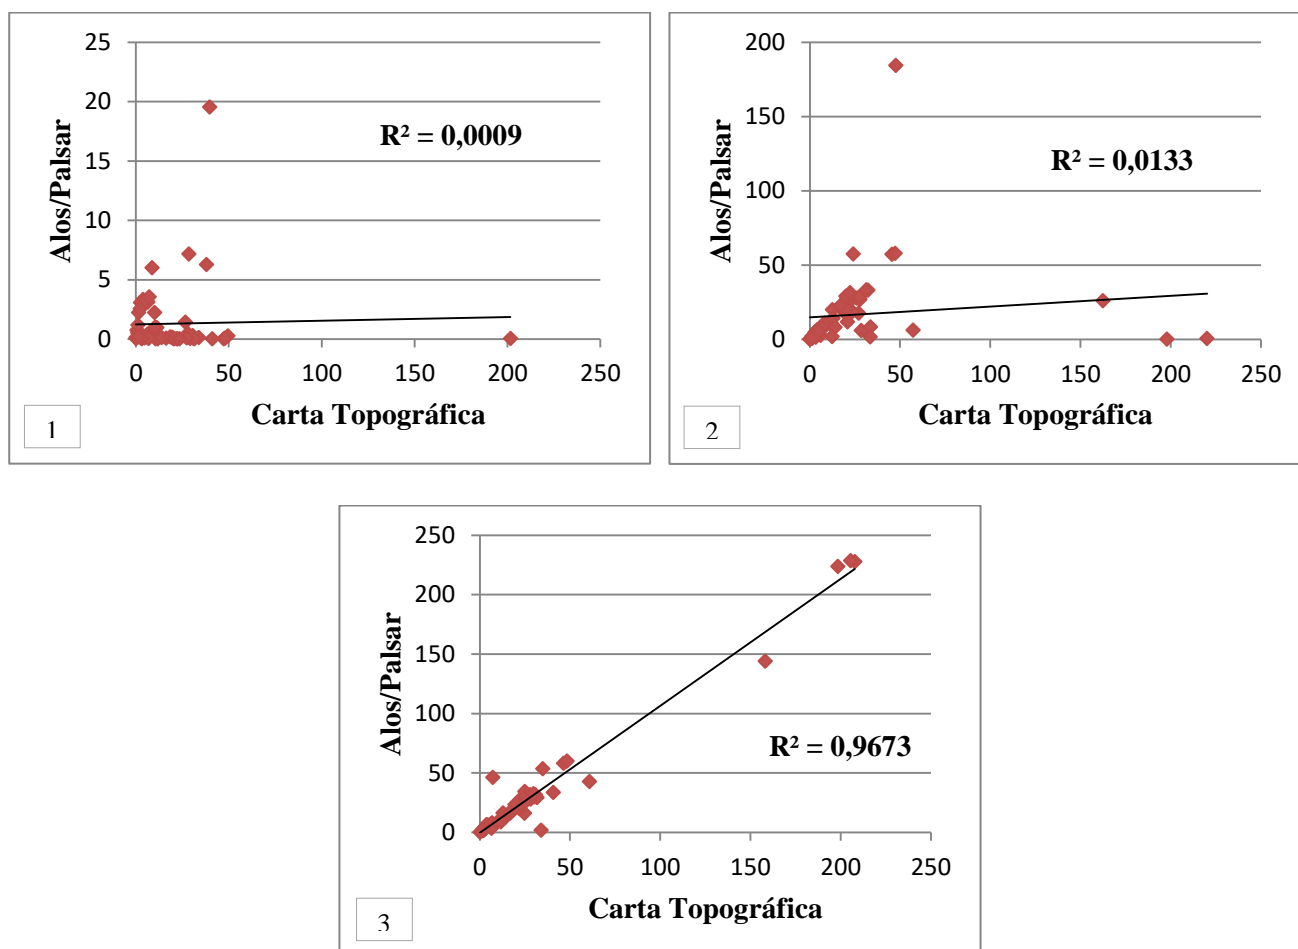 25
20
15
10
5
0
Alos/Palsar
R² = 0,0009
0 50 100 150 200 250
Carta Topográfica
1
200
150
100
50
0
Alos/Palsar
R² = 0,0133
0 50 100 150 200 250
Carta Topográfica
2
250
200
150
100
50
0
Alos/Palsar
R² = 0,9673
0 50 100 150 200 250
Carta Topográfica
3